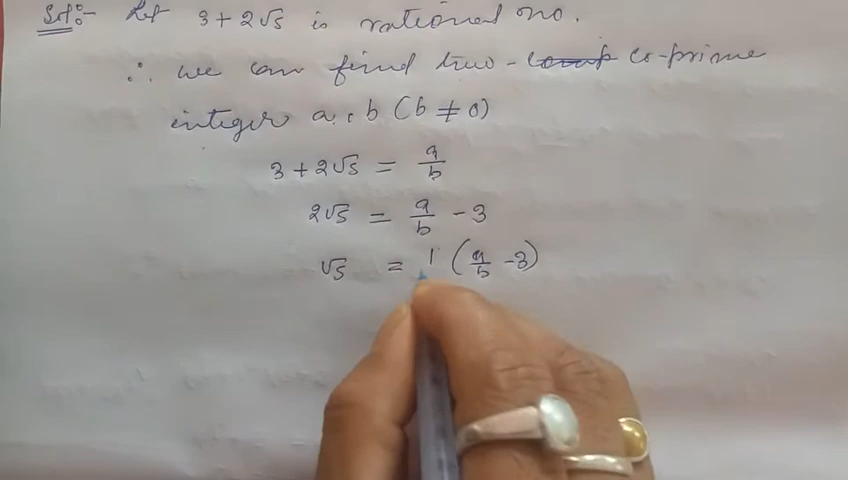 Sol:- Let 3+2√5 is rational no.
∴ we can find two co-prime
integer a, b (b ≠ 0)
3+2√5 = a/b
2√5 = a/b - 3
√5 = 1 (a/b - 3)